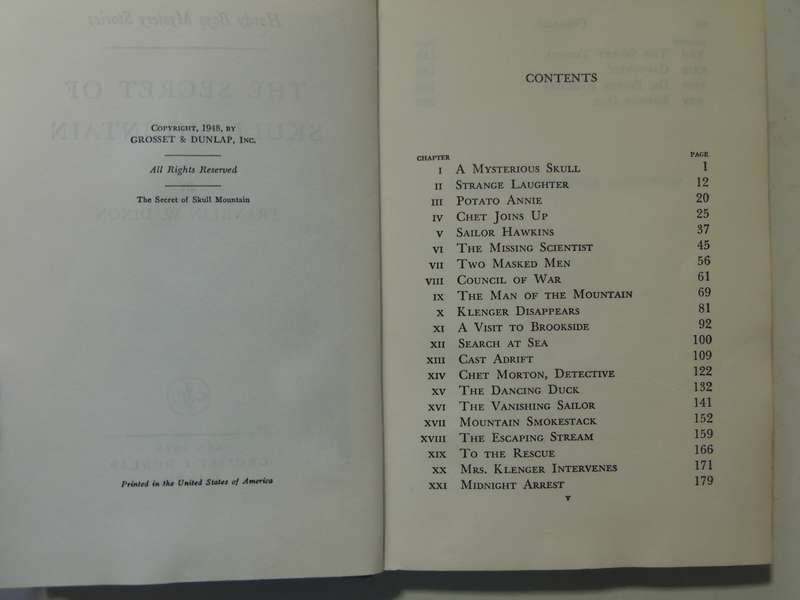 COPYRIGHT, 1948, BY
GROSSET & DUNLAP, INC.
All Rights Reserved
The Secret of Skull Mountain
Printed in the United States of America
CONTENTS
CHAPTER PAGE
I A MYSTERIOUS SKULL 1
II STRANGE LAUGHTER 12
III POTATO ANNIE 20
IV CHET JOINS UP 25
V SAILOR HAWKINS 37
VI THE MISSING SCIENTIST 45
VII TWO MASKED MEN 56
VIII COUNCIL OF WAR 61
IX THE MAN OF THE MOUNTAIN 69
X KLENGER DISAPPEARS 81
XI A VISIT TO BROOKSIDE 92
XII SEARCH AT SEA 100
XIII CAST ADRIFT 109
XIV CHET MORTON, DETECTIVE 122
XV THE DANCING DUCK 132
XVI THE VANISHING SAILOR 141
XVII MOUNTAIN SMOKESTACK 152
XVIII THE ESCAPING STREAM 159
XIX TO THE RESCUE 166
XX MRS. KLENGER INTERVENES 171
XXI MIDNIGHT ARREST 179
V